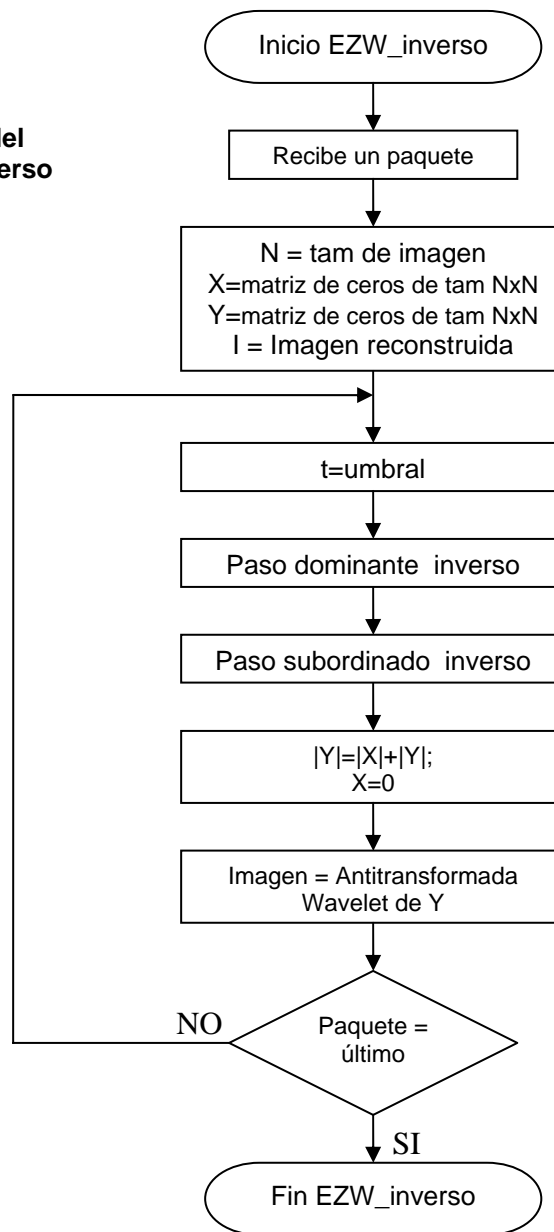 Inicio EZW_inverso
Recibe un paquete
N = tam de imagen
X=matriz de ceros de tam NxN
Y=matriz de ceros de tam NxN
I = Imagen reconstruida
t=umbral
Paso dominante inverso
Paso subordinado inverso
|Y|=|X|+|Y|;
X=0
Imagen = Antitransformada
Wavelet de Y
NO
Paquete =
último
SI
Fin EZW_inverso